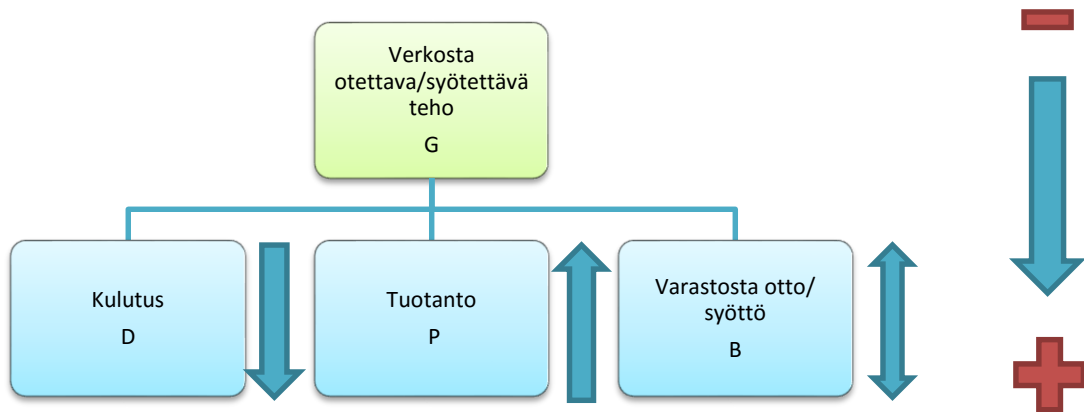 Verkosta
otettava/syötettävä
teho
G
Kulutus
D
Tuotanto
P
Varastosta otto/
syöttö
B